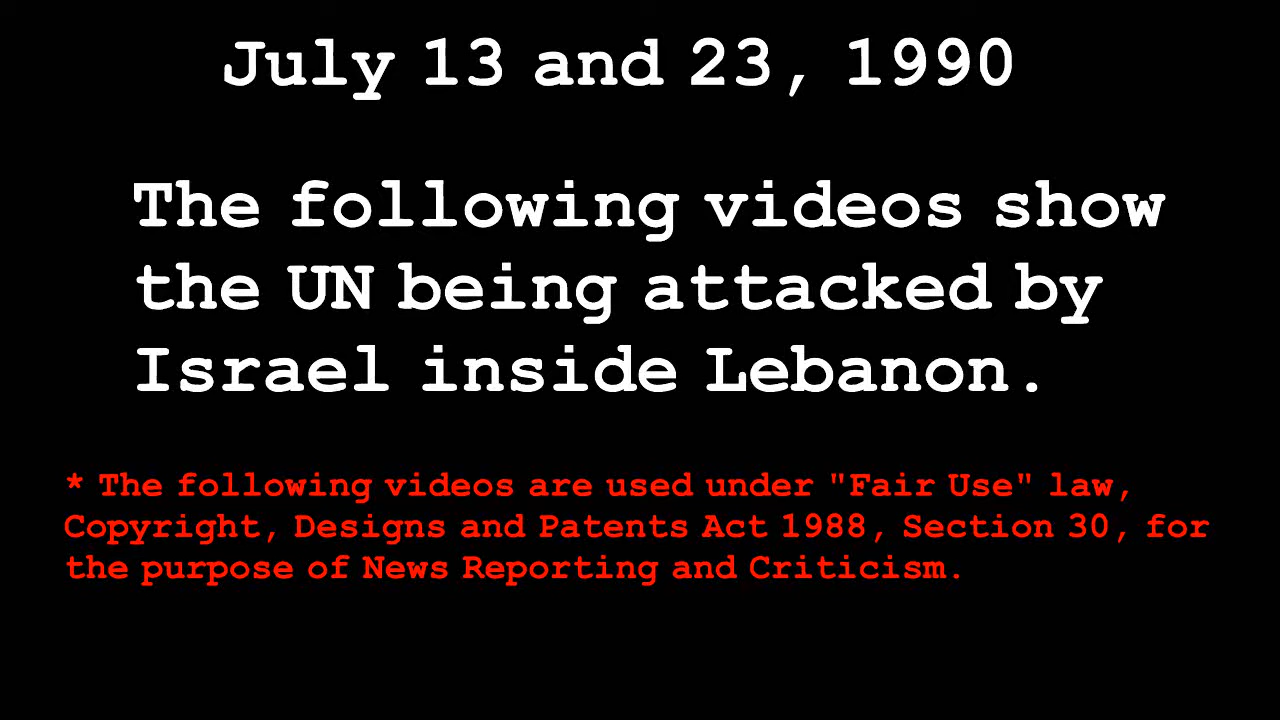 July 13 and 23, 1990
The following videos show
the UN being attacked by
Israel inside Lebanon.
* The following videos are used under "Fair Use" law,
Copyright, Designs and Patents Act 1988, Section 30, for
the purpose of News Reporting and Criticism.